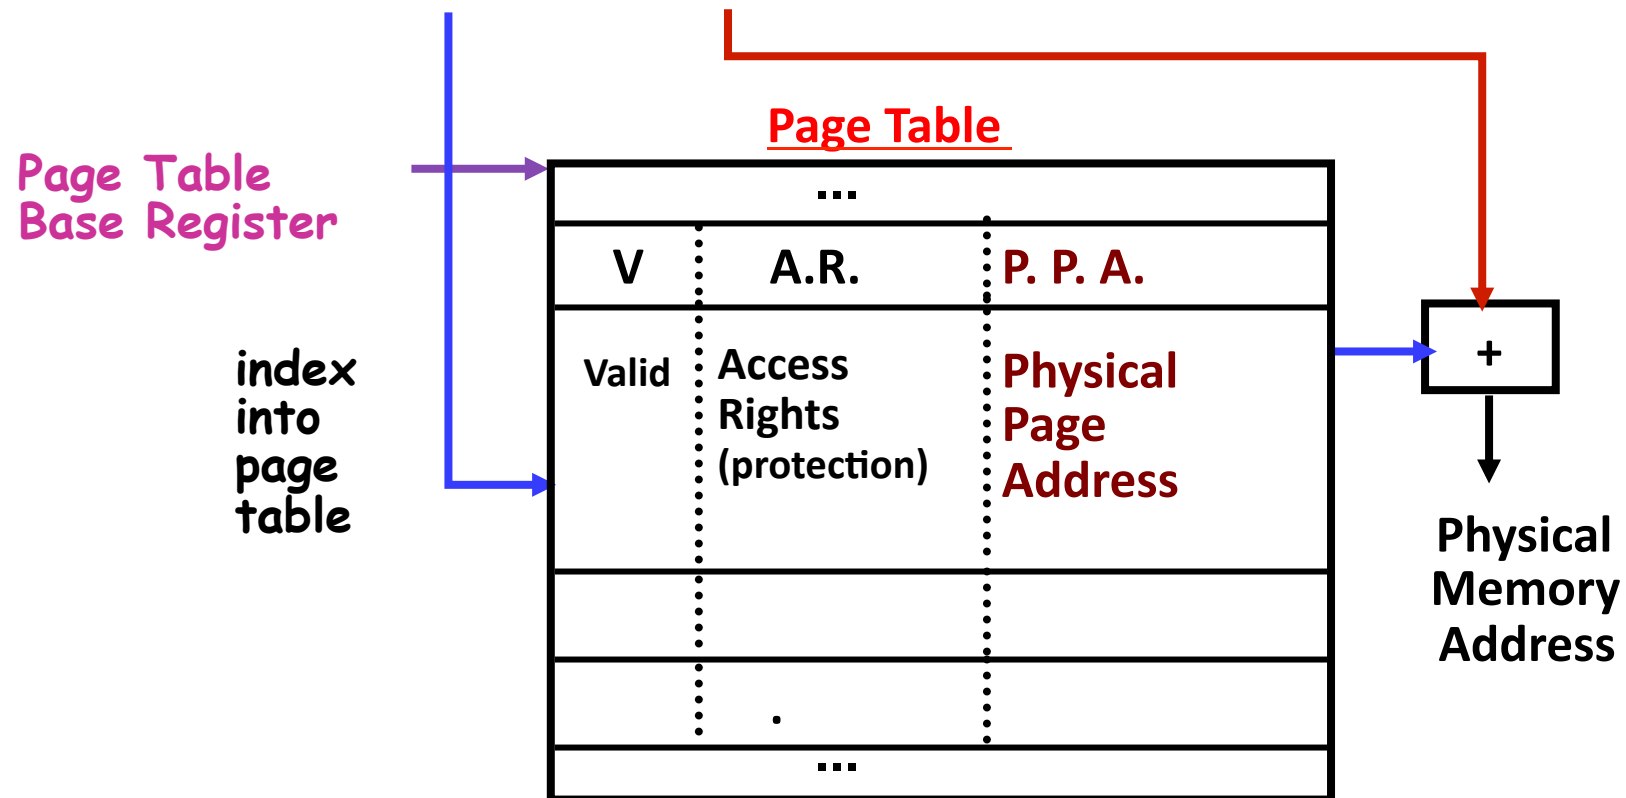 Page Table
Page Table
Base Register
...
V A.R. P. P. A.
index
into
page
table
Valid
Access
Rights
(protection)
Physical
Page
Address
+
Physical
Memory
Address
.
...